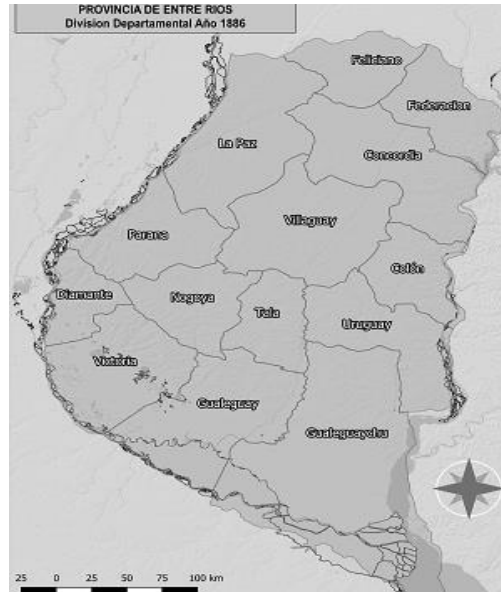 PROVINCIA DE ENTRE RIOS
Division Departamental Año 1886
Feliciano
Federacion
La Paz
Concordia
Villaguay
Parana
Colón
Diamante
Nogoya
Tala
Uruguay
Victoria
Gualeguay
Gualeguaychu
25 0 25 50 75 100 km